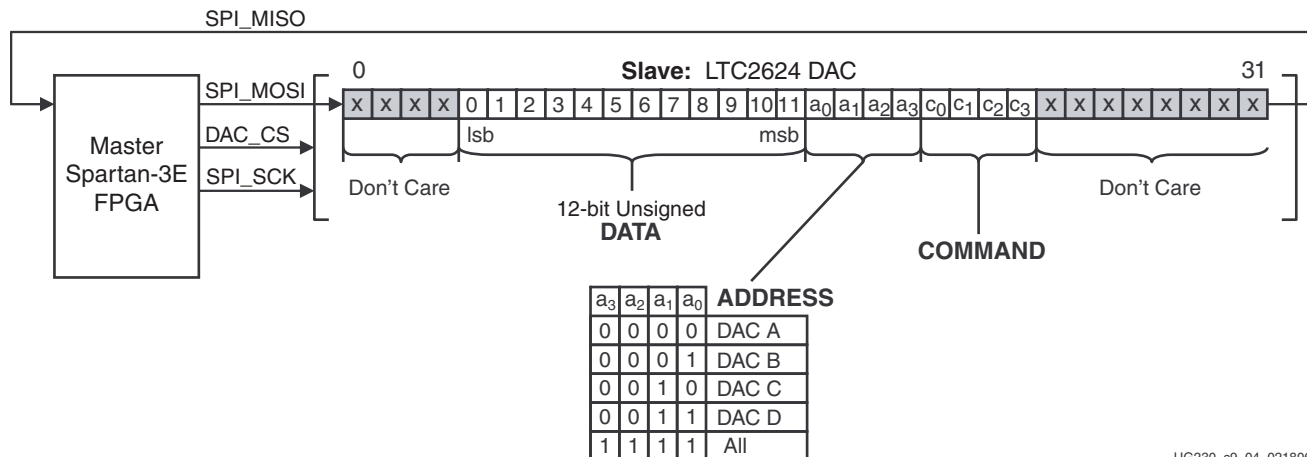 SPI_MISO
0 Slave: LTC2624 DAC 31
SPI_MOSI
X X X X 0 1 2 3 4 5 6 7 8 9 10 11 a0 a1 a2 a3 c0 c1 c2 c3 X X X X X X X X
DAC_CS
lsb msb
Master
Spartan-3E
FPGA
SPI_SCK
Don't Care
Don't Care
12-bit Unsigned
DATA
COMMAND
a3 a2 a1 a0 ADDRESS
0 0 0 0 DAC A
0 0 0 1 DAC B
0 0 1 0 DAC C
0 0 1 1 DAC D
1 1 1 1 All